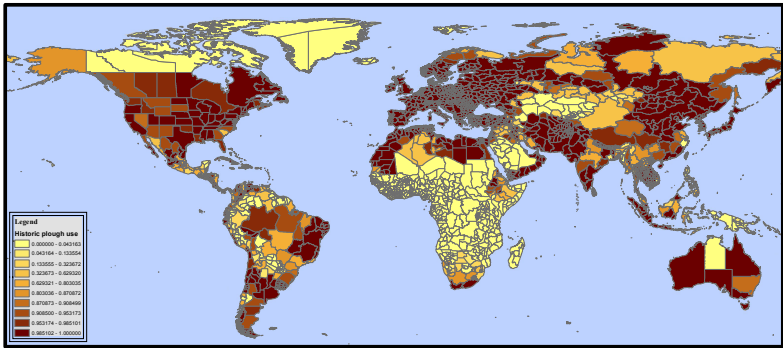 Legend
Historic plough use
0.000000 - 0.043163
0.043164 - 0.133554
0.133555 - 0.323672
0.323673 - 0.629320
0.629321 - 0.803035
0.803036 - 0.870872
0.870873 - 0.908499
0.908500 - 0.953173
0.953174 - 0.985101
0.985102 - 1.000000